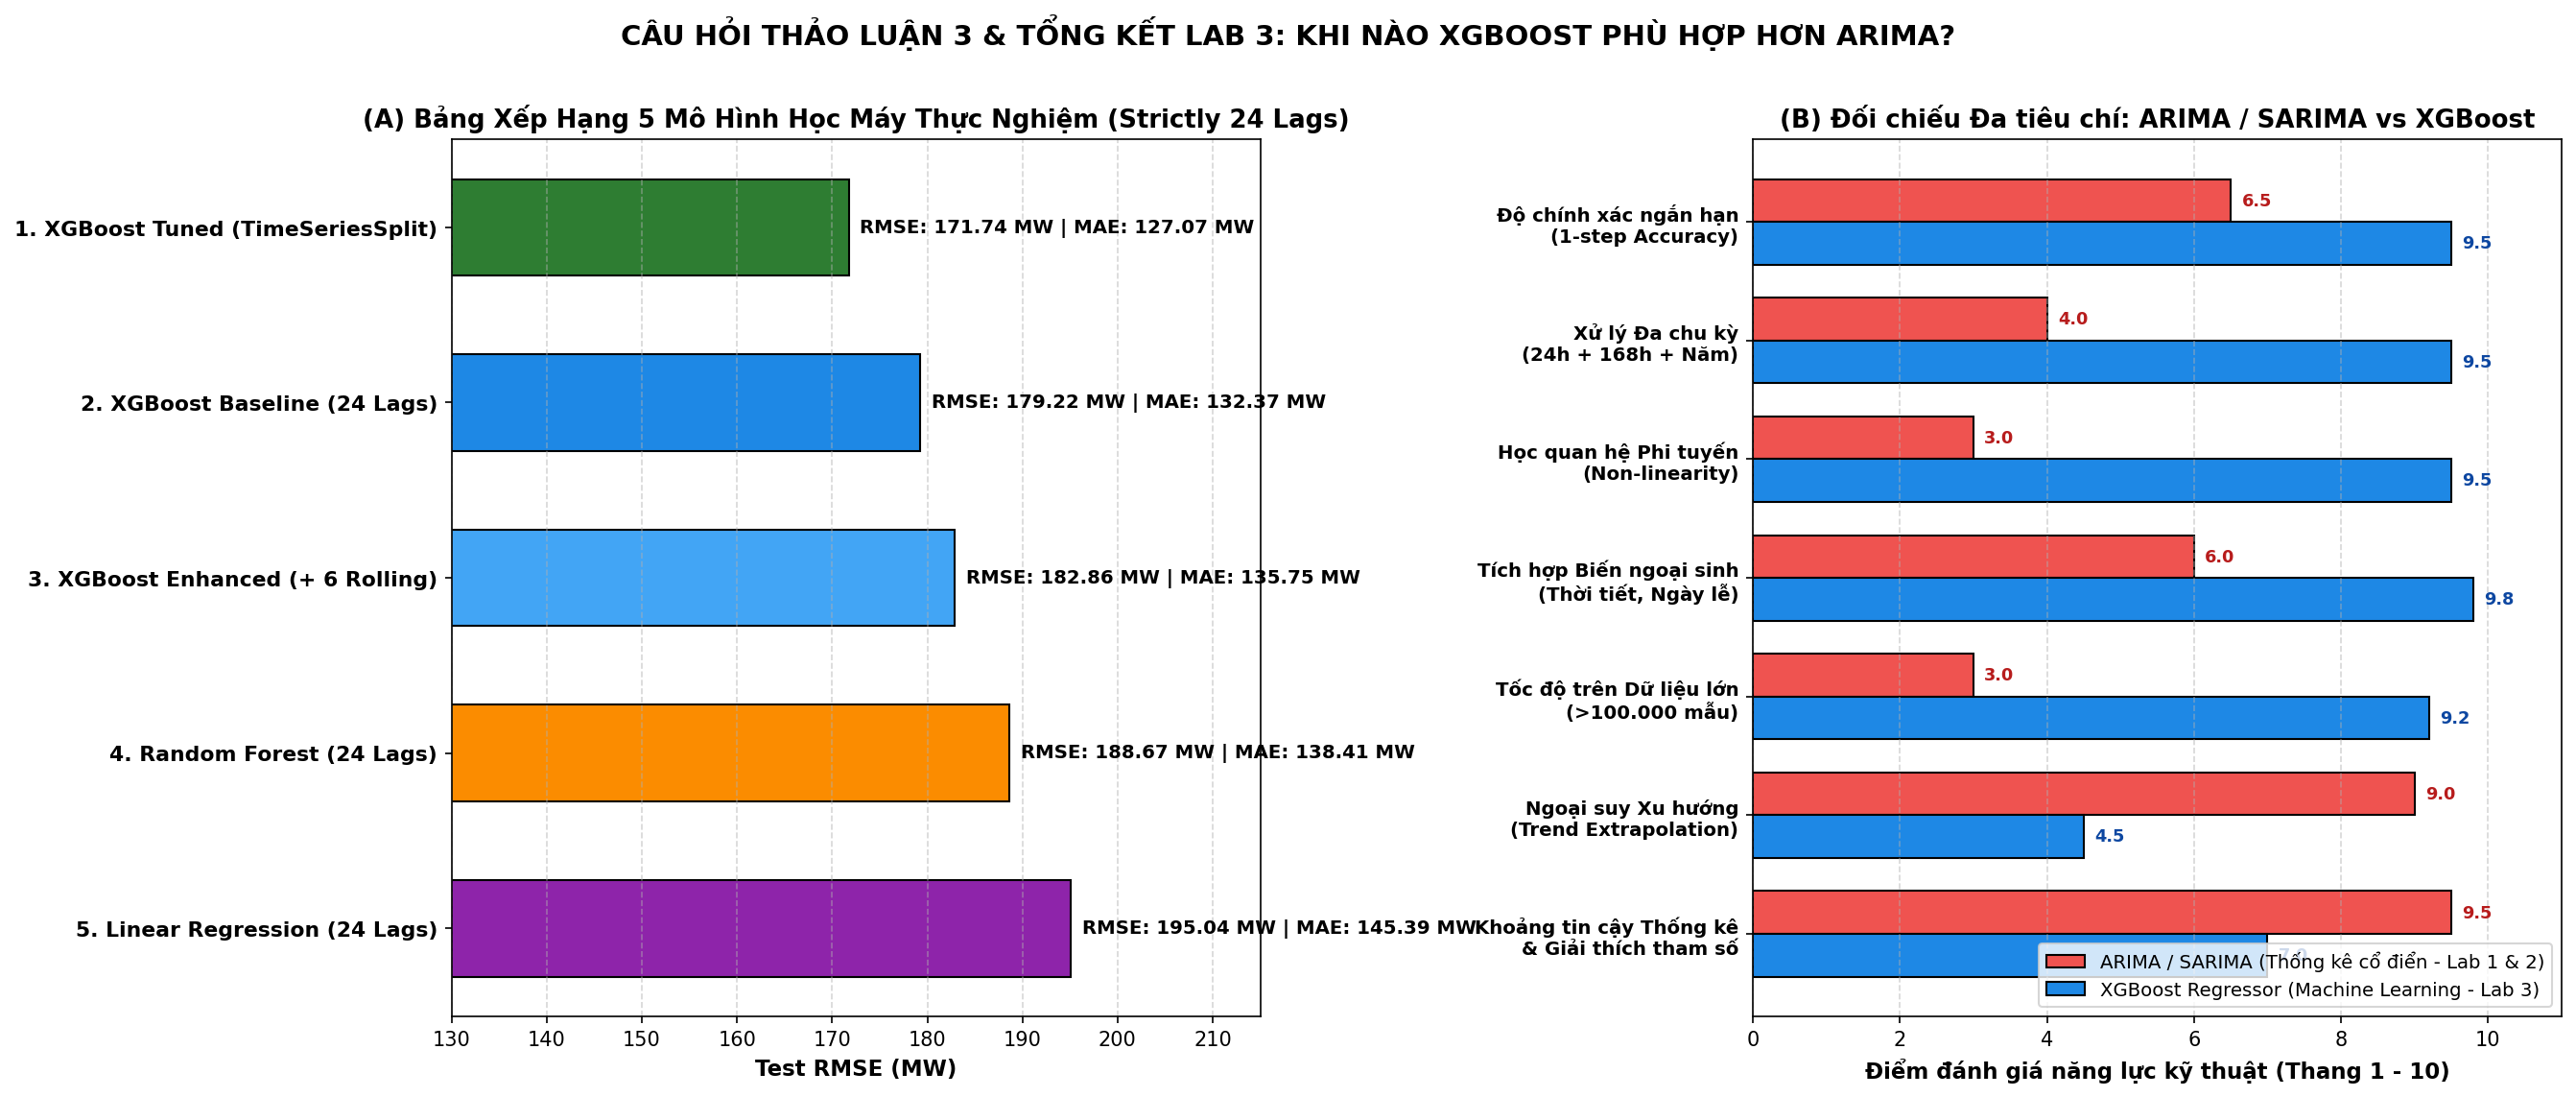 CÂU HỎI THẢO LUẬN 3 & TỔNG KẾT LAB 3: KHI NÀO XGBOOST PHÙ HỢP HƠN ARIMA?
(A) Bảng Xếp Hạng 5 Mô Hình Học Máy Thực Nghiệm (Strictly 24 Lags)
1. XGBoost Tuned (TimeSeriesSplit)
RMSE: 171.74 MW | MAE: 127.07 MW
2. XGBoost Baseline (24 Lags)
RMSE: 179.22 MW | MAE: 132.37 MW
3. XGBoost Enhanced (+ 6 Rolling)
RMSE: 182.86 MW | MAE: 135.75 MW
4. Random Forest (24 Lags)
RMSE: 188.67 MW | MAE: 138.41 MW
5. Linear Regression (24 Lags)
RMSE: 195.04 MW | MAE: 145.39 MW
130 140 150 160 170 180 190 200 210
Test RMSE (MW)
(B) Đối chiếu Đa tiêu chí: ARIMA / SARIMA vs XGBoost
Độ chính xác ngắn hạn
(1-step Accuracy)
6.5
9.5
Xử lý Đa chu kỳ
(24h + 168h + Năm)
4.0
9.5
Học quan hệ Phi tuyến
(Non-linearity)
3.0
9.5
Tích hợp Biến ngoại sinh
(Thời tiết, Ngày lễ)
6.0
9.8
Tốc độ trên Dữ liệu lớn
(>100.000 mẫu)
3.0
9.2
Ngoại suy Xu hướng
(Trend Extrapolation)
9.0
4.5
Khoảng tin cậy Thống kê
& Giải thích tham số
9.5
7.0
ARIMA / SARIMA (Thống kê cổ điển - Lab 1 & 2)
XGBoost Regressor (Machine Learning - Lab 3)
0 2 4 6 8 10
Điểm đánh giá năng lực kỹ thuật (Thang 1 - 10)